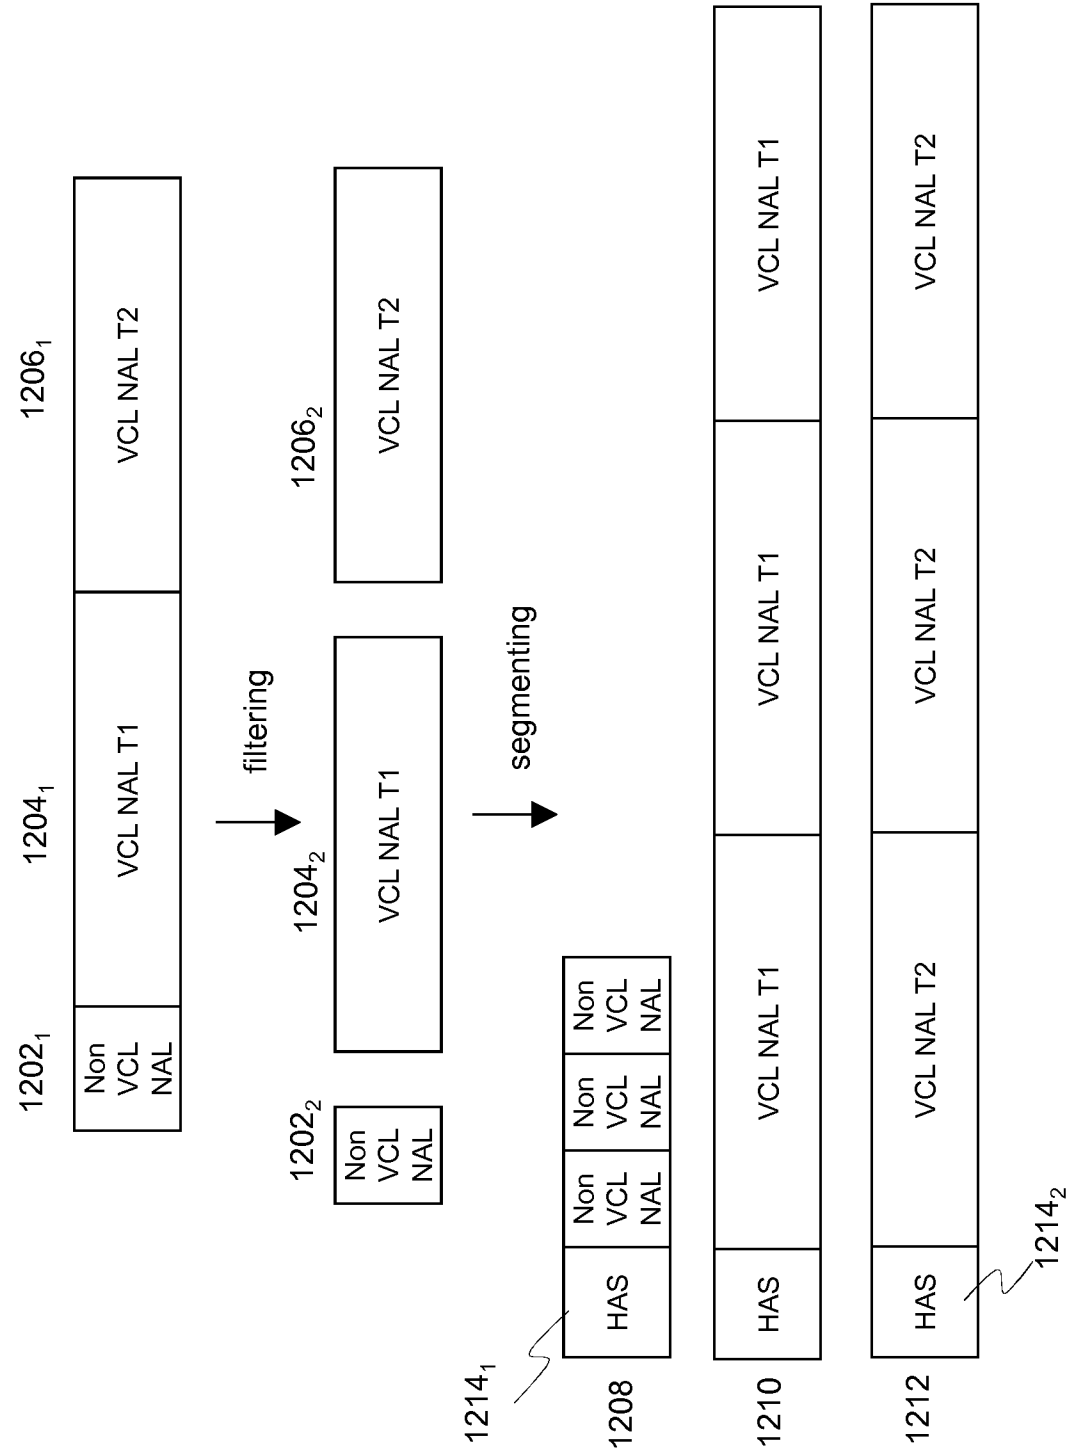 1202₁
1204₁
1206₁
Non
VCL
NAL
VCL NAL T1
VCL NAL T2
filtering
1202₂
1204₂
1206₂
Non
VCL
NAL
VCL NAL T1
VCL NAL T2
segmenting
1214₁
1208
HAS
Non
VCL
NAL
Non
VCL
NAL
Non
VCL
NAL
1210
HAS
VCL NAL T1
VCL NAL T1
VCL NAL T1
1212
HAS
VCL NAL T2
VCL NAL T2
VCL NAL T2
1214₂